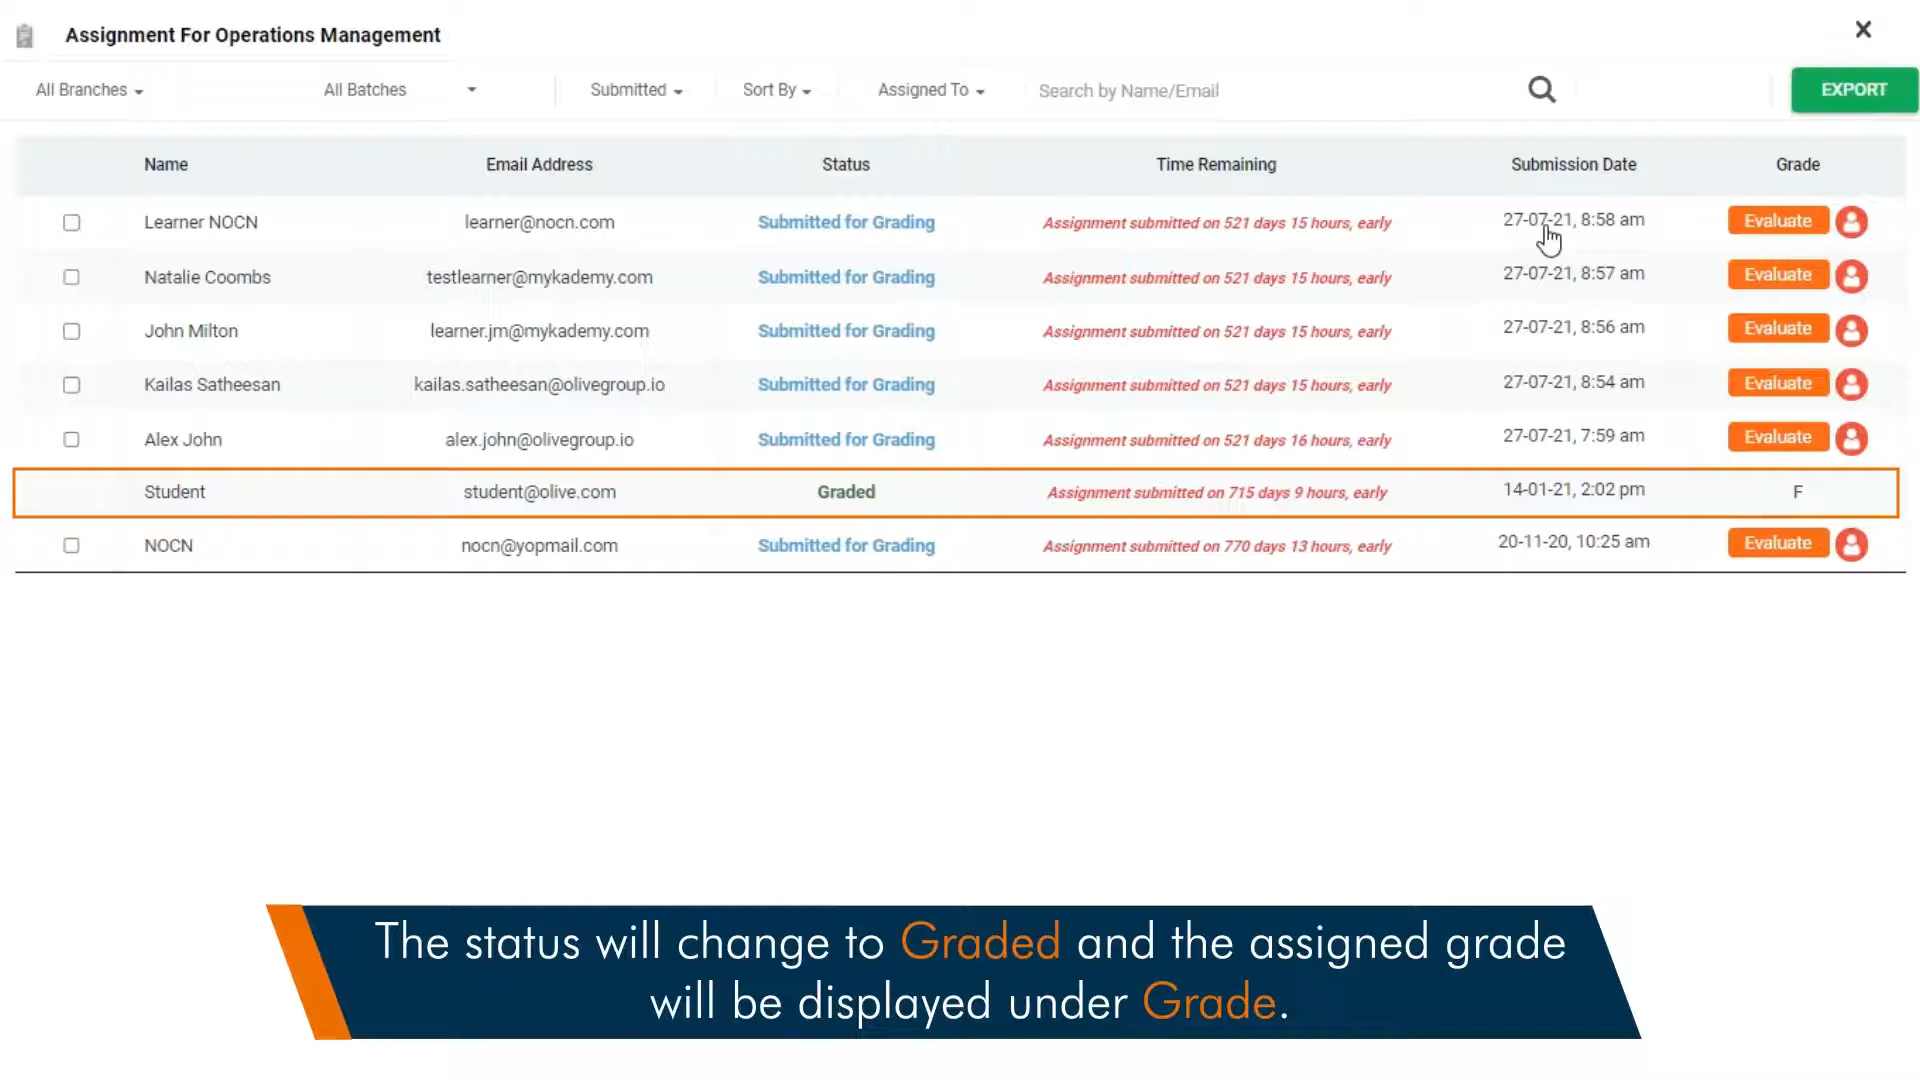 Assignment For Operations Management
All Branches All Batches Submitted Sort By Assigned To Search by Name/Email EXPORT
Name Email Address Status Time Remaining Submission Date Grade
Learner NOCN learner@nocn.com Submitted for Grading Assignment submitted on 521 days 15 hours, early 27-07-21, 8:58 am Evaluate
Natalie Coombs testlearner@mykademy.com Submitted for Grading Assignment submitted on 521 days 15 hours, early 27-07-21, 8:57 am Evaluate
John Milton learner.jm@mykademy.com Submitted for Grading Assignment submitted on 521 days 15 hours, early 27-07-21, 8:56 am Evaluate
Kailas Satheesan kailas.satheesan@olivegroup.io Submitted for Grading Assignment submitted on 521 days 15 hours, early 27-07-21, 8:54 am Evaluate
Alex John alex.john@olivegroup.io Submitted for Grading Assignment submitted on 521 days 16 hours, early 27-07-21, 7:59 am Evaluate
Student student@olive.com Graded Assignment submitted on 715 days 9 hours, early 14-01-21, 2:02 pm F
NOCN nocn@yopmail.com Submitted for Grading Assignment submitted on 770 days 13 hours, early 20-11-20, 10:25 am Evaluate
The status will change to Graded and the assigned grade
will be displayed under Grade.